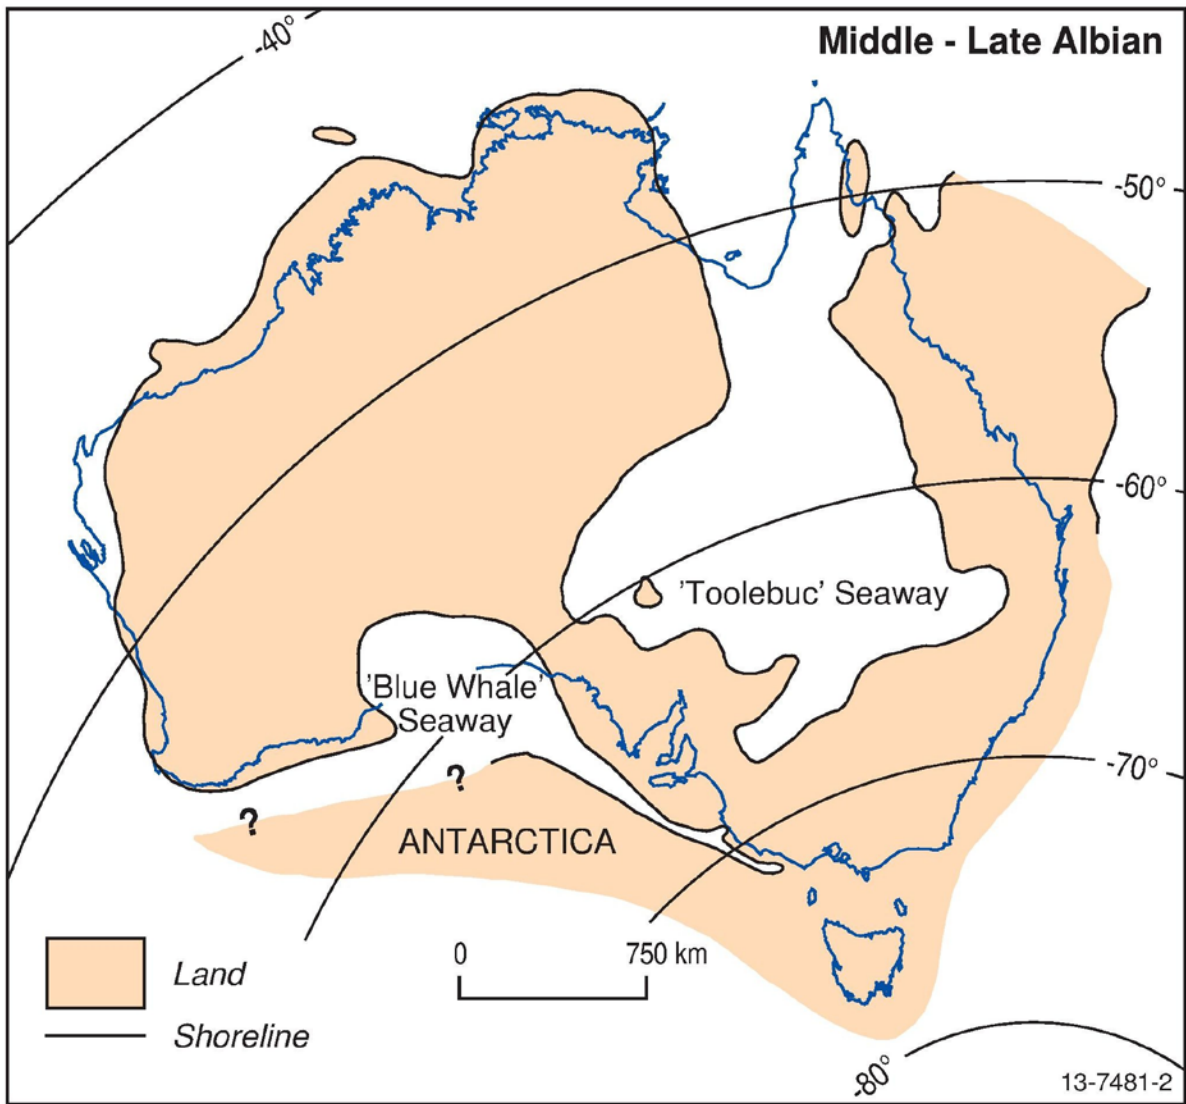 Middle - Late Albian
-40°
-50°
-60°
'Toolebuc' Seaway
'Blue Whale'
Seaway
-70°
?
?
ANTARCTICA
0 750 km
Land
Shoreline
-80°
13-7481-2